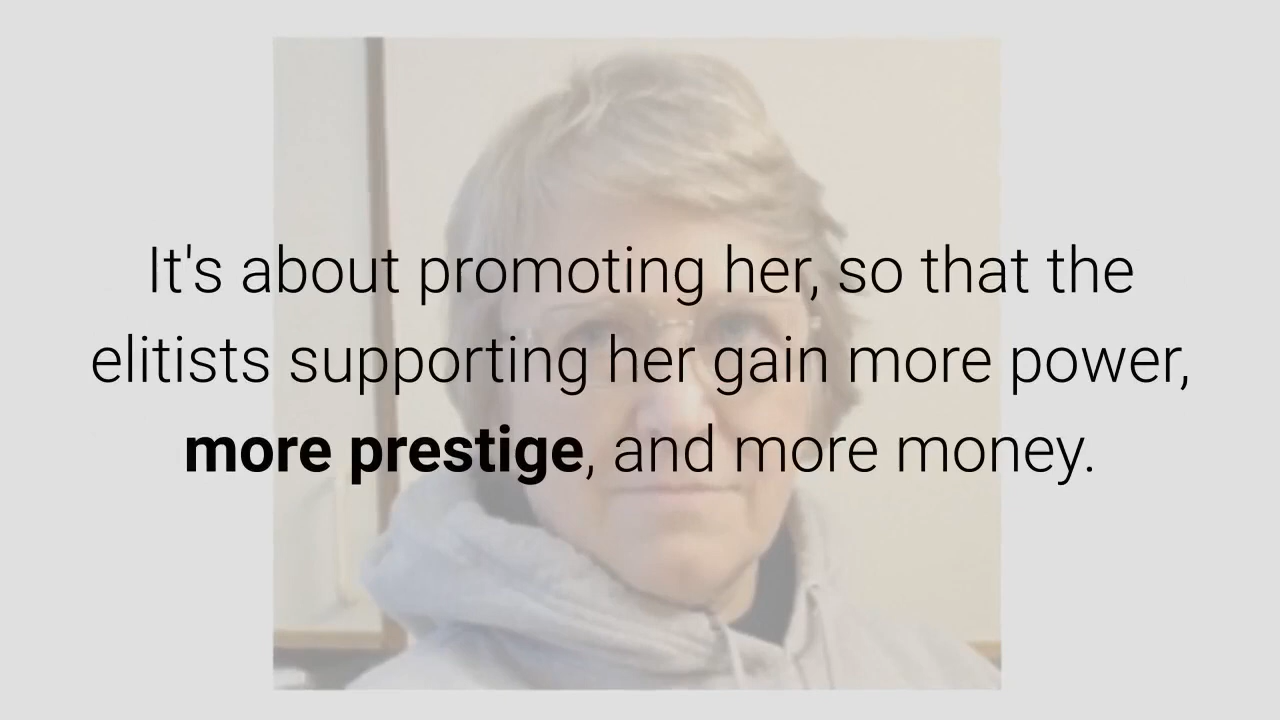 It's about promoting her, so that the
elitists supporting her gain more power,
more prestige, and more money.